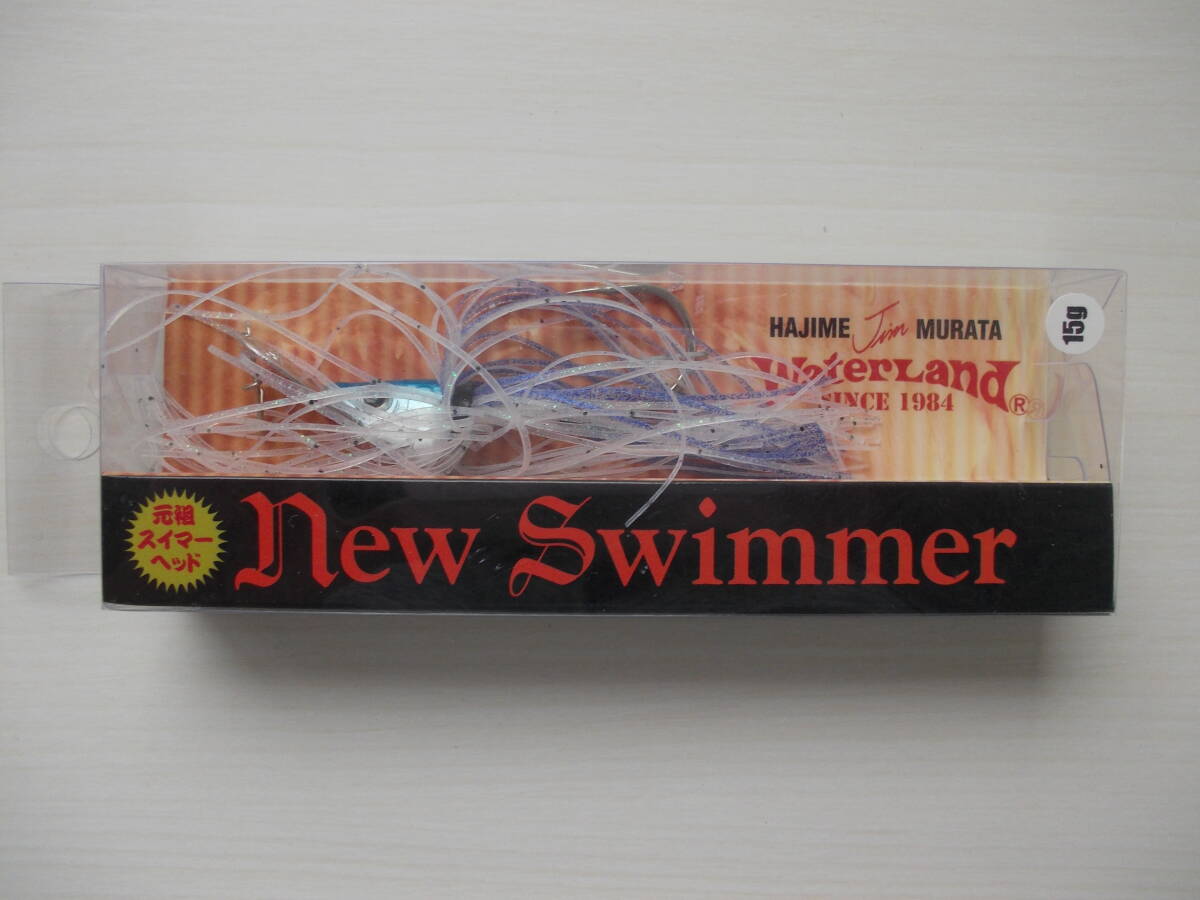 HAJIME Jim MURATA
15g
WaterLand®
SINCE 1984
元祖
スイマー
ヘッド
New Swimmer